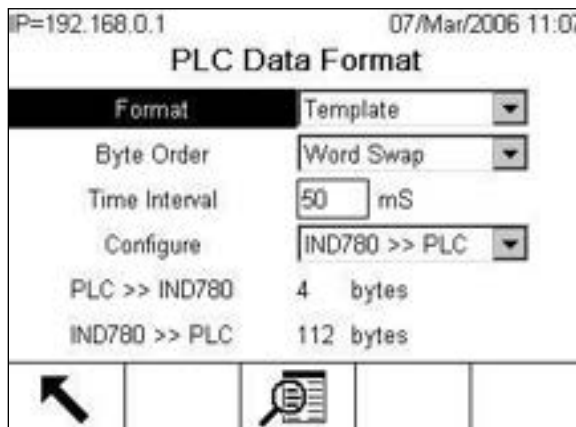 IP=192.168.0.1 07/Mar/2006 11:07
PLC Data Format
Format Template
Byte Order Word Swap
Time Interval 50 mS
Configure IND780 >> PLC
PLC >> IND780 4 bytes
IND780 >> PLC 112 bytes